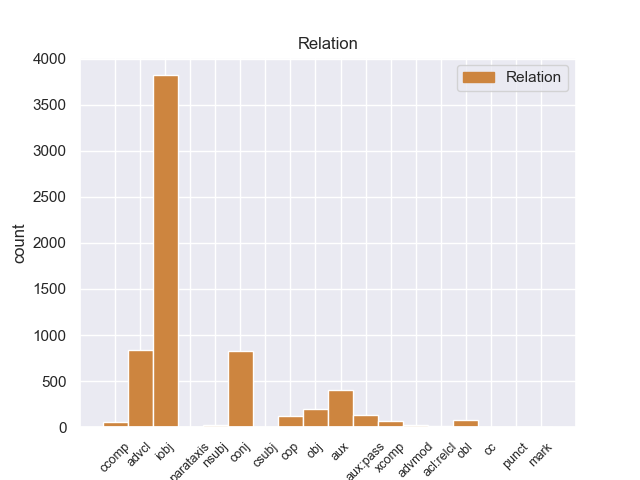 Relation
Relation
4000
3500
3000
2500
2000
1500
1000
500
0
count
ccomp
advcl
iobj
parataxis
nsubj
conj
csubj
cop
obj
aux
aux:pass
xcomp
advmod
acl:relcl
obl
cc
punct
mark